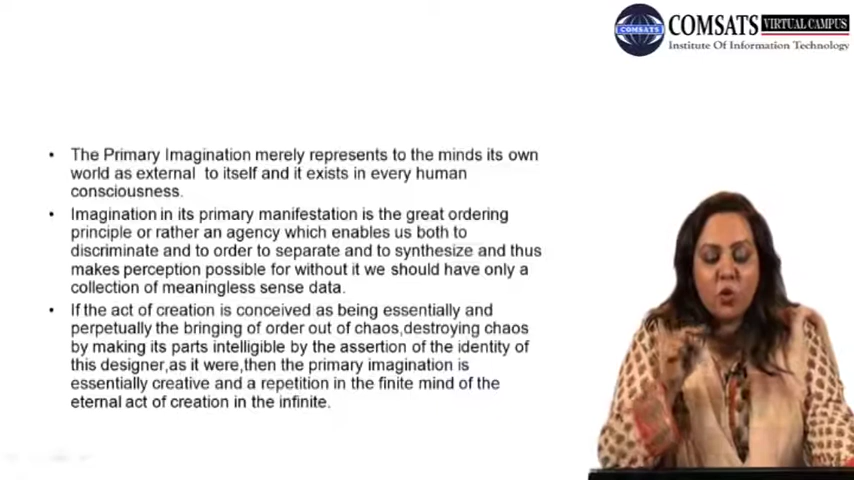 COMSATS VIRTUAL CAMPUS
COMSATS
Institute Of Information Technology
• The Primary Imagination merely represents to the minds its own
world as external to itself and it exists in every human
consciousness.
• Imagination in its primary manifestation is the great ordering
principle or rather an agency which enables us both to
discriminate and to order to separate and to synthesize and thus
makes perception possible for without it we should have only a
collection of meaningless sense data.
• If the act of creation is conceived as being essentially and
perpetually the bringing of order out of chaos,destroying chaos
by making its parts intelligible by the assertion of the identity of
this designer,as it were,then the primary imagination is
essentially creative and a repetition in the finite mind of the
eternal act of creation in the infinite.